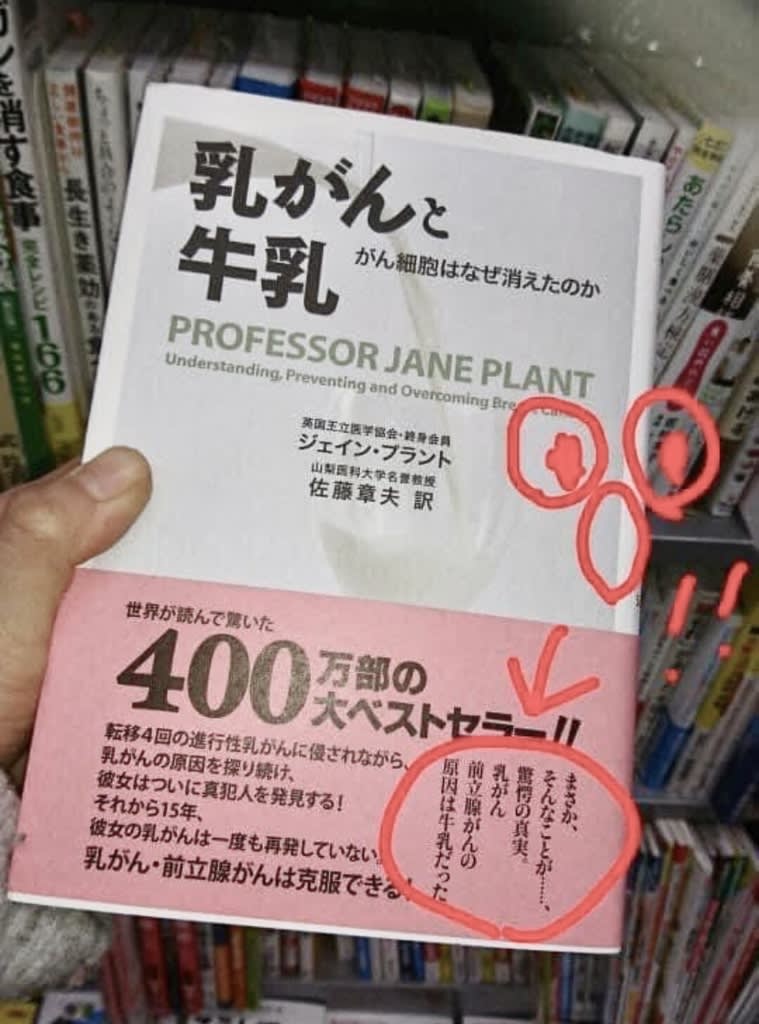 乳がんと
牛乳
がん細胞はなぜ消えたのか
PROFESSOR JANE PLANT
Understanding, Preventing and Overcoming
英国王立医学協会・終身会員
ジェイン・プラント
山梨医科大学名誉教授
佐藤章夫 訳
世界が読んで驚いた
400万部の
大ベストセラー!!
転移4回の進行性乳がんに侵されながら、
乳がんの原因を探り続け、
彼女はついに真犯人を発見する!
それから15年、
彼女の乳がんは一度も再発していない。
乳がん・前立腺がんは克服できる!
まさか、
そんなことが……、
驚愕の真実。
乳がん
前立腺がんの
原因は牛乳だった
を消す食事
完全レシピ
166
長生き
あたら